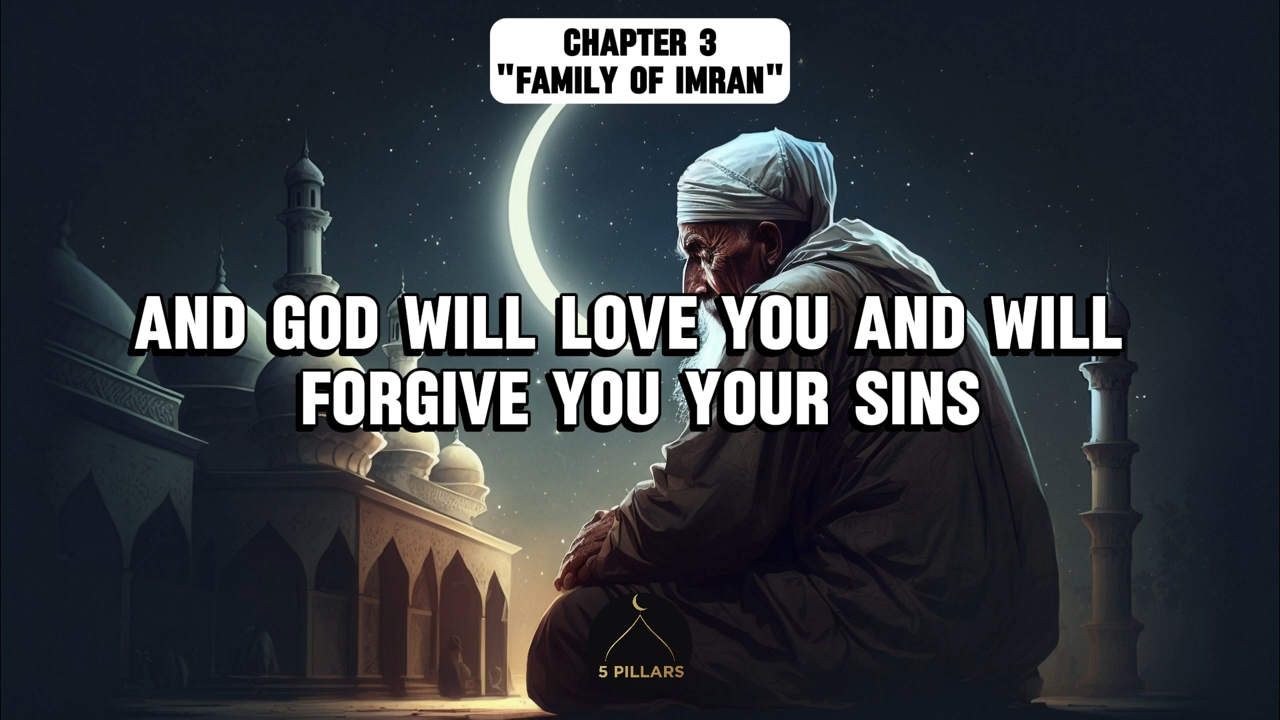 CHAPTER 3
"FAMILY OF IMRAN"
AND GOD WILL LOVE YOU AND WILL
FORGIVE YOU YOUR SINS
5 PILLARS